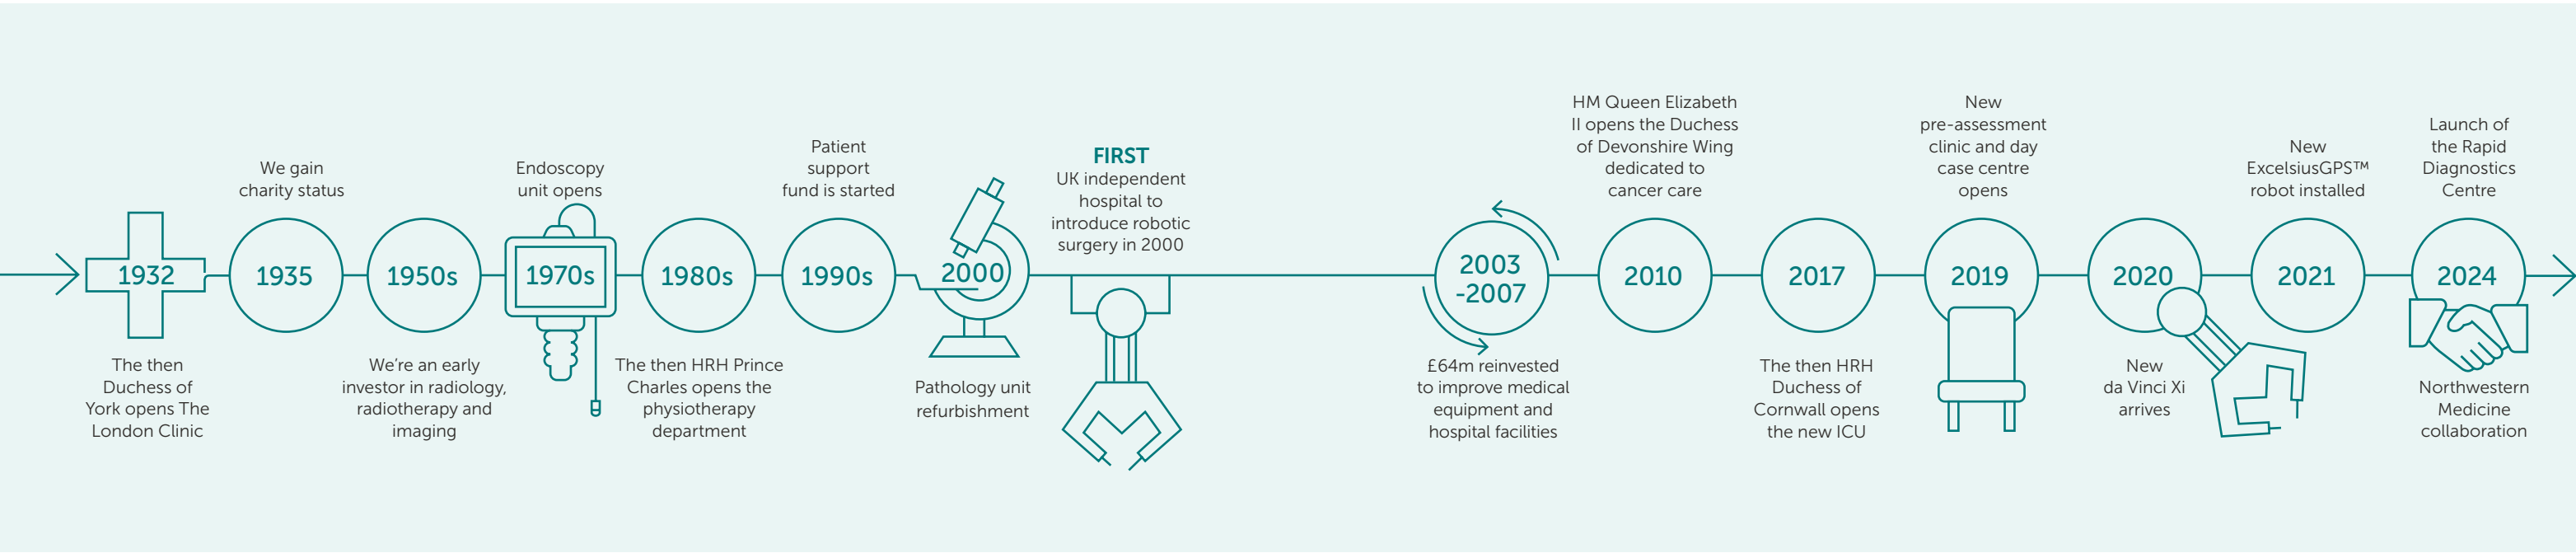 1932
The then
Duchess of
York opens The
London Clinic
We gain
charity status
1935
1950s
We’re an early
investor in radiology,
radiotherapy and
imaging
Endoscopy
unit opens
1970s
1980s
The then HRH Prince
Charles opens the
physiotherapy
department
Patient
support
fund is started
1990s
2000
Pathology unit
refurbishment
FIRST
UK independent
hospital to
introduce robotic
surgery in 2000
2003
-2007
£64m reinvested
to improve medical
equipment and
hospital facilities
HM Queen Elizabeth
II opens the Duchess
of Devonshire Wing
dedicated to
cancer care
2010
2017
The then HRH
Duchess of
Cornwall opens
the new ICU
New
pre-assessment
clinic and day
case centre
opens
2019
2020
New
da Vinci Xi
arrives
New
ExcelsiusGPS™
robot installed
2021
Launch of
the Rapid
Diagnostics
Centre
2024
Northwestern
Medicine
collaboration